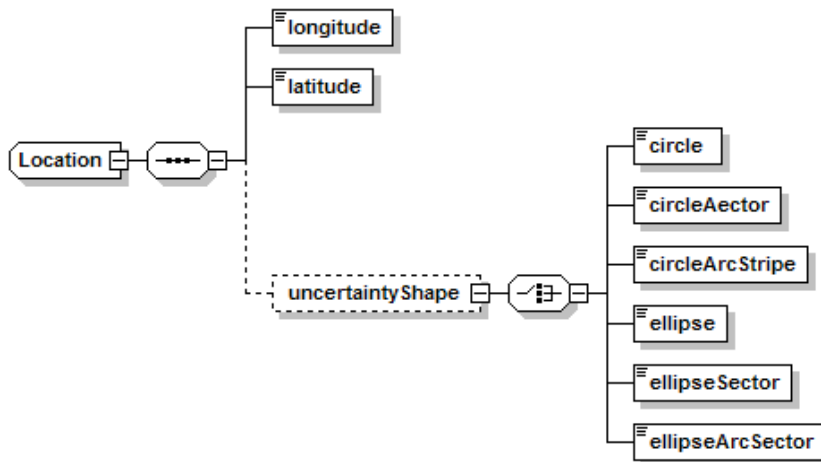 longitude
latitude
Location
uncertaintyShape
circle
circleAector
circleArcStripe
ellipse
ellipseSector
ellipseArcSector